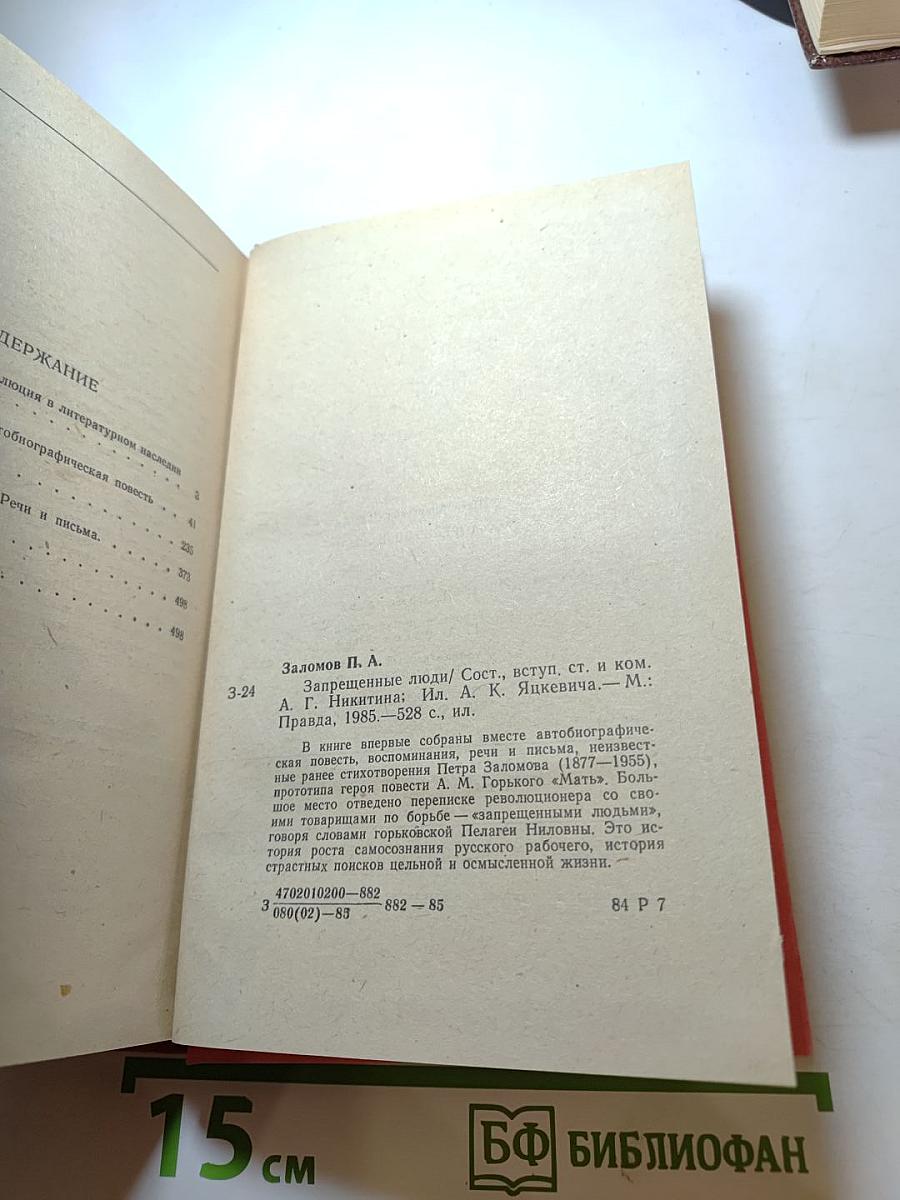 ДЕРЖАНИЕ
люция в литературном наследии
3
тобиографическая повесть 41
235
Речи и письма. 373
498
498
Заломов П. А.
З-24
Запрещенные люди/ Сост., вступ. ст. и ком.
А. Г. Никитина; Ил. А. К. Яцкевича.— М.:
Правда, 1985.—528 с., ил.
В книге впервые собраны вместе автобиографиче-
ская повесть, воспоминания, речи и письма, неизвест-
ные ранее стихотворения Петра Заломова (1877—1955),
прототипа героя повести А. М. Горького «Мать». Боль-
шое место отведено переписке революционера со сво-
ими товарищами по борьбе — «запрещенными людьми»,
говоря словами горьковской Пелагеи Ниловны. Это ис-
тория роста самосознания русского рабочего, история
страстных поисков цельной и осмысленной жизни.
З 4702010200—882
080(02)—85 882 — 85 84 Р 7
15 см БФ БИБЛИОФАН